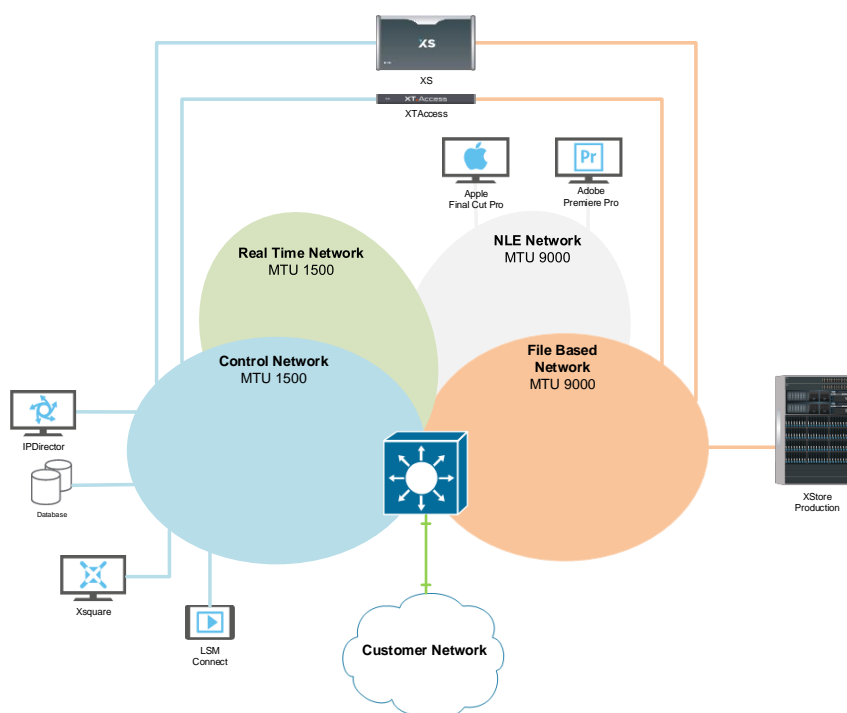 XS
XS
XT Access
XTAccess
Pr
Apple
Final Cut Pro
Adobe
Premiere Pro
Real Time Network
MTU 1500
NLE Network
MTU 9000
Control Network
MTU 1500
File Based
Network
MTU 9000
IPDirector
Database
XStore
Production
Xsquare
LSM
Connect
Customer Network